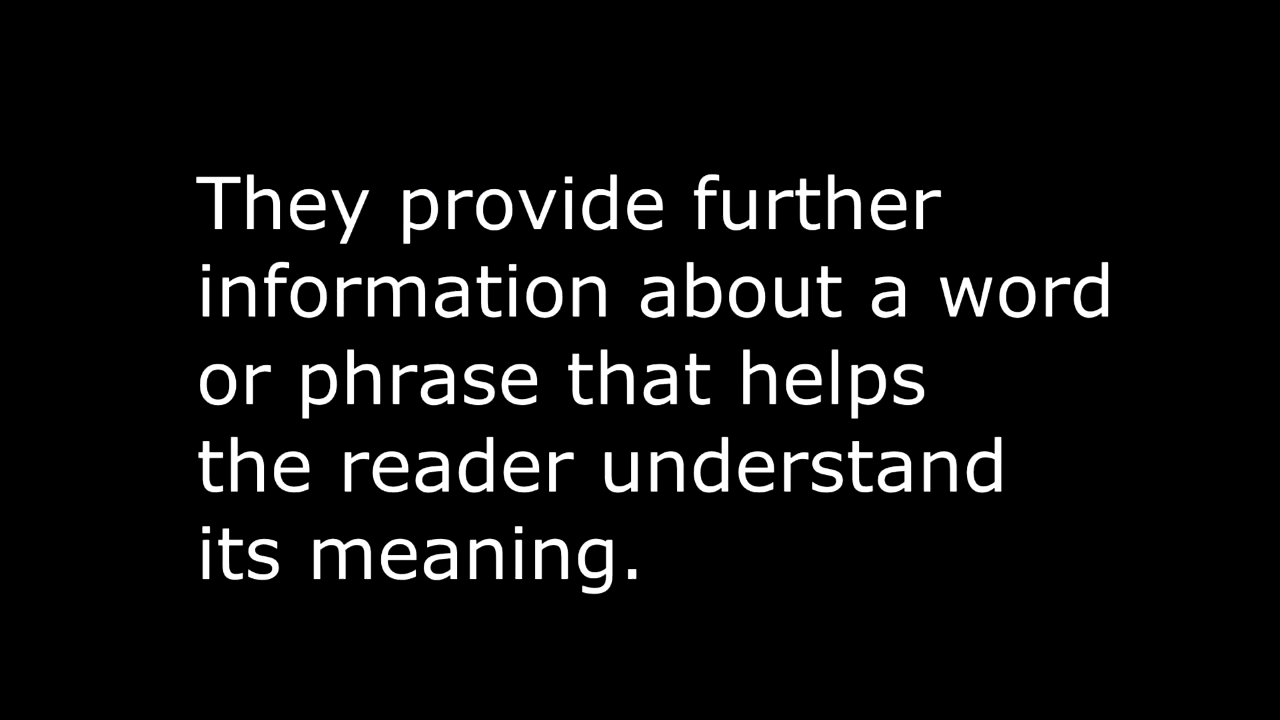 They provide further
information about a word
or phrase that helps
the reader understand
its meaning.